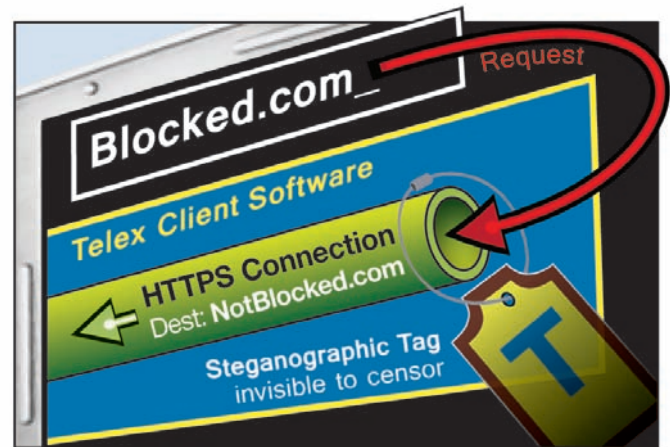 Blocked.com_
Request
Telex Client Software
HTTPS Connection
Dest: NotBlocked.com
Steganographic Tag
invisible to censor
T